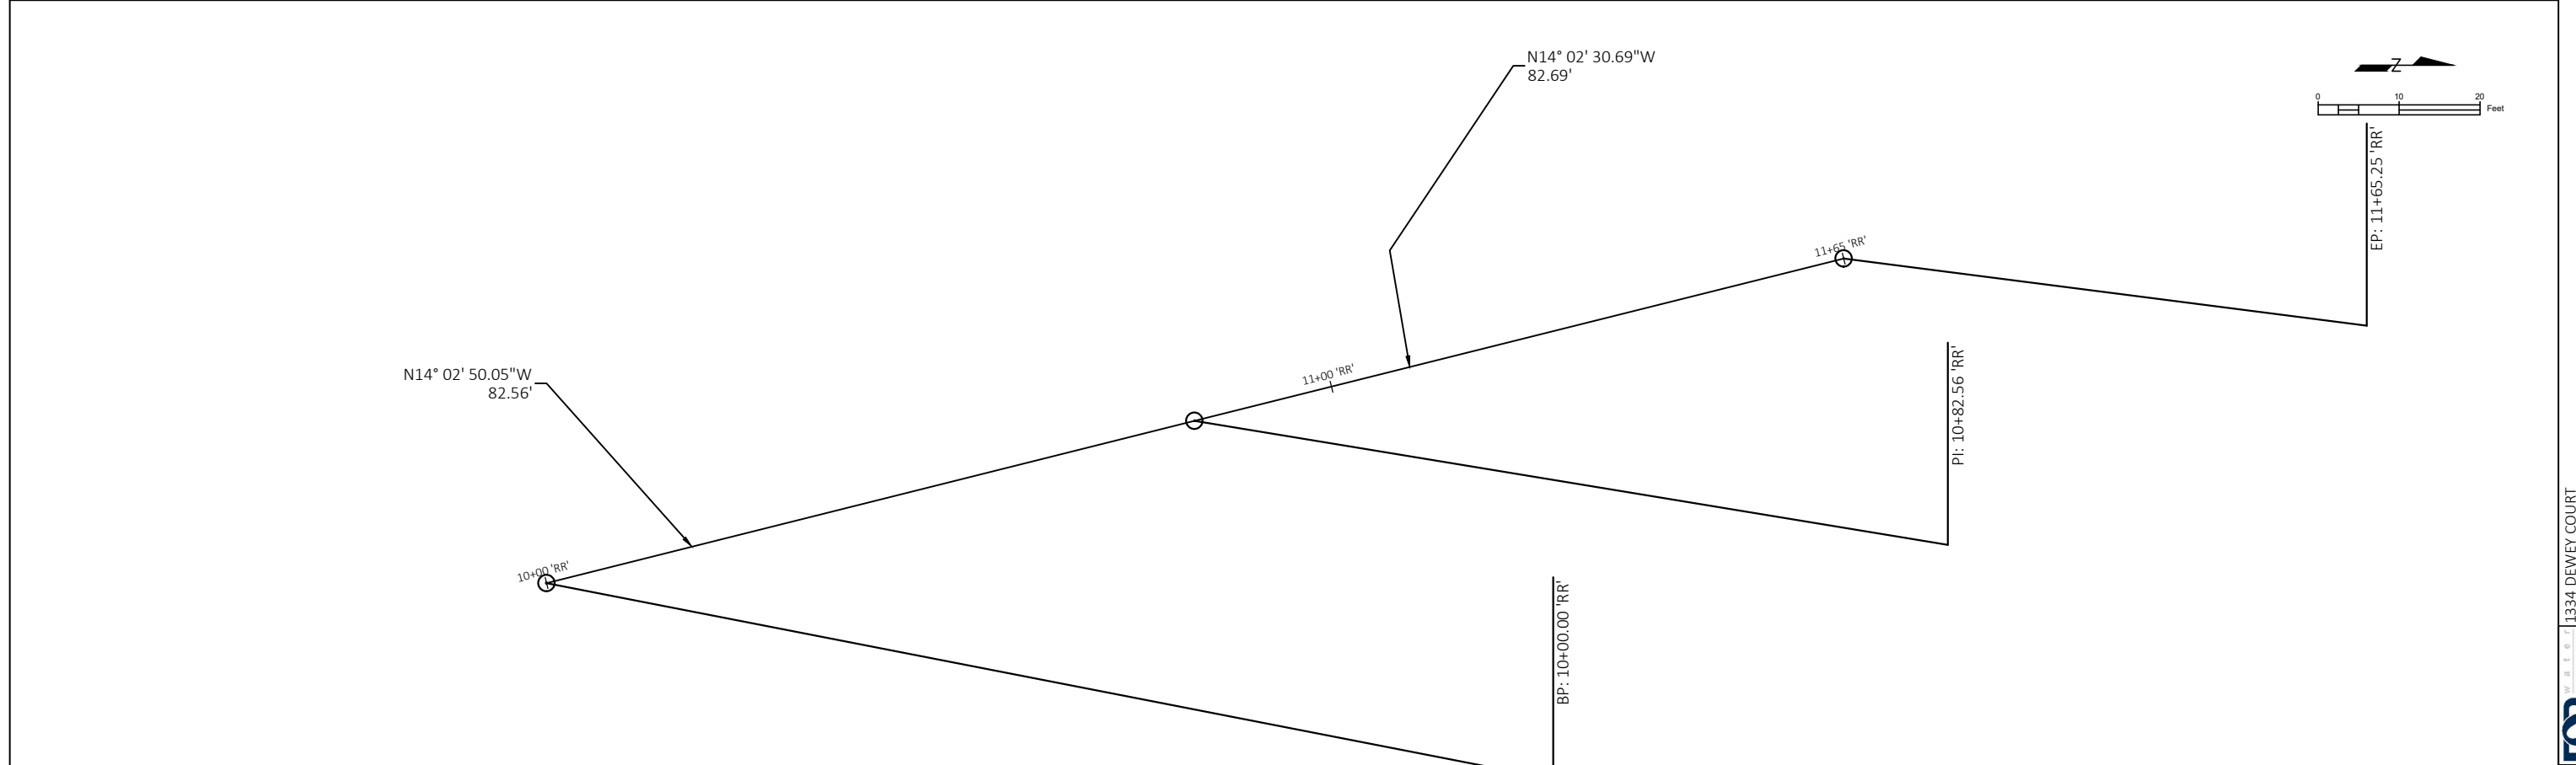 N14° 02' 30.69"W
82.69'
Z
0 10 20
Feet
EP: 11+65.25 'RR'
11+65 'RR'
N14° 02' 50.05"W
82.56'
11+00 'RR'
PI: 10+82.56 'RR'
10+00 'RR'
BP: 10+00.00 'RR'
1334 DEWEY COURT
water